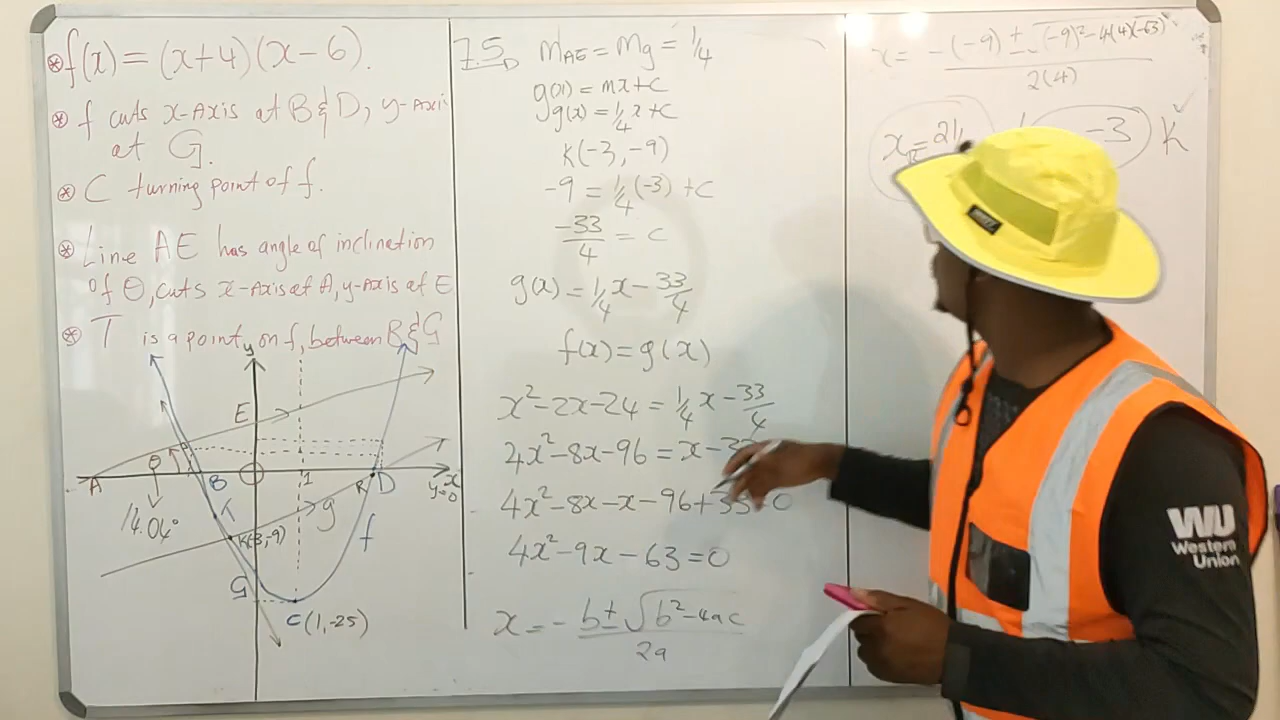 ⊛ f(x) = (x+4)(x−6).
⊛ f cuts x-Axis at B & D, y-Axis
at G.
⊛ C turning point of f.
⊛ Line AE has angle of inclination
of θ, cuts x-Axis at A, y-Axis at E
⊛ T is a point on f, between B & G
y
E
θ
A
B
1
R
D
x
y=0
14.04°
T
g
K(-3,-9)
f
G
C(1,-25)
7.5
D
m_AE = m_g = 1/4
g(x) = mx+c
g(x) = 1/4 x + c
K(-3, -9)
-9 = 1/4 (-3) + c
-33/4 = c
g(x) = 1/4 x - 33/4
f(x) = g(x)
x² - 2x - 24 = 1/4 x - 33/4
4x² - 8x - 96 = x - 33
4x² - 8x - x - 96 + 33 = 0
4x² - 9x - 63 = 0
x = - b ± √b² - 4ac
2a
x = -(-9) ± √(-9)² - 4(4)(-63)
2(4)
x_R = 21/
-3
K
WU
Western
Union